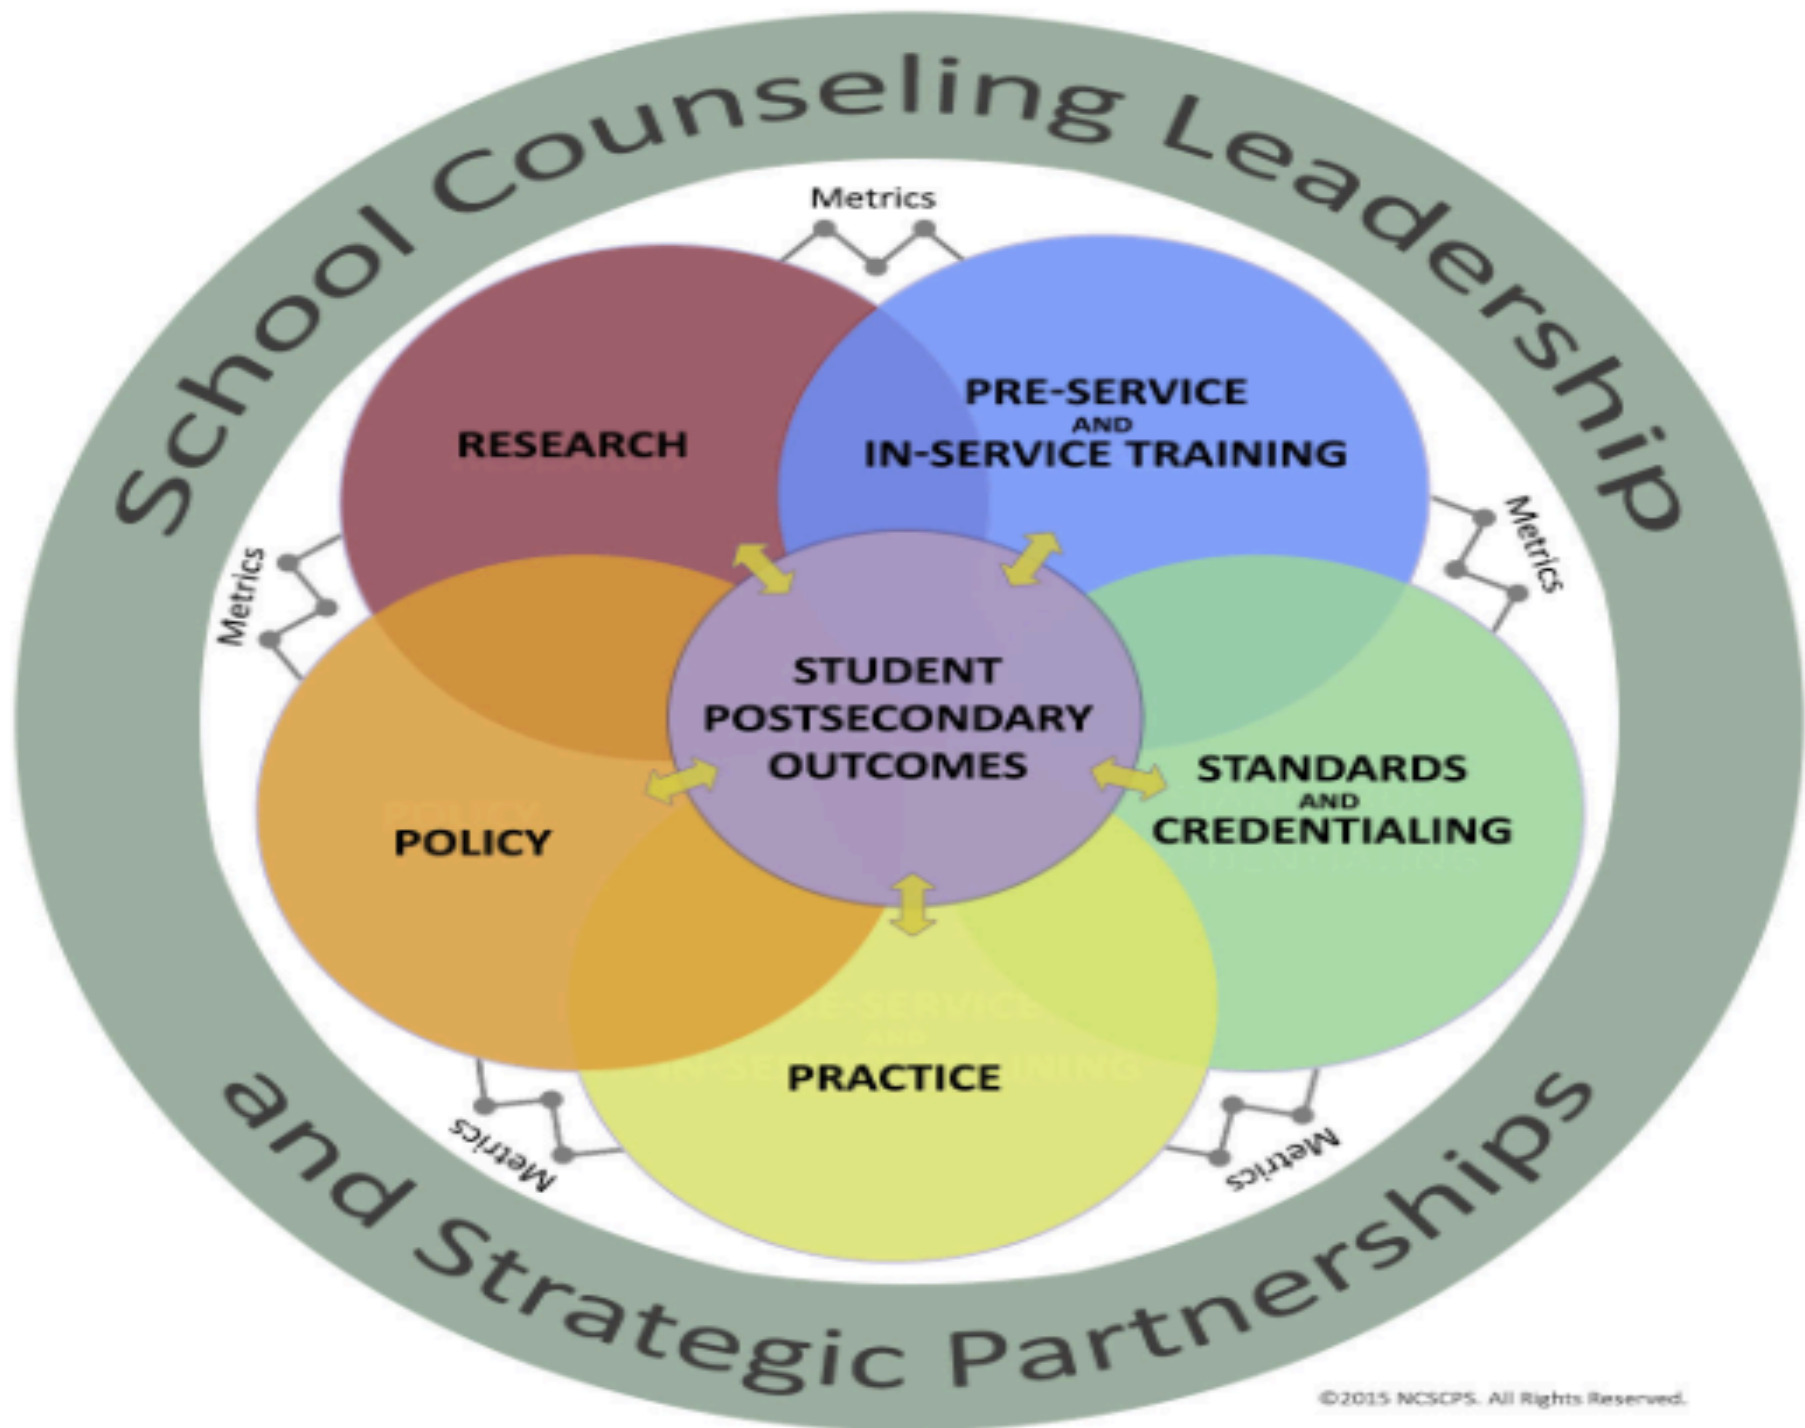 School Counseling Leadership
Metrics
PRE-SERVICE
AND
IN-SERVICE TRAINING
RESEARCH
Metrics
Metrics
STUDENT
POSTSECONDARY
OUTCOMES
STANDARDS
AND
CREDENTIALING
POLICY
PRACTICE
Metrics
Metrics
and Strategic Partnerships
©2015 NCSCPS. All Rights Reserved.